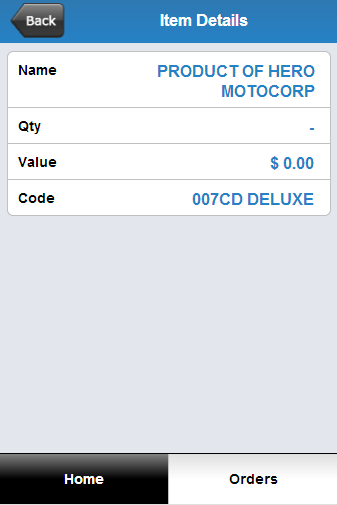 Back Item Details
Name PRODUCT OF HERO
MOTOCORP
Qty -
Value $ 0.00
Code 007CD DELUXE
Home Orders